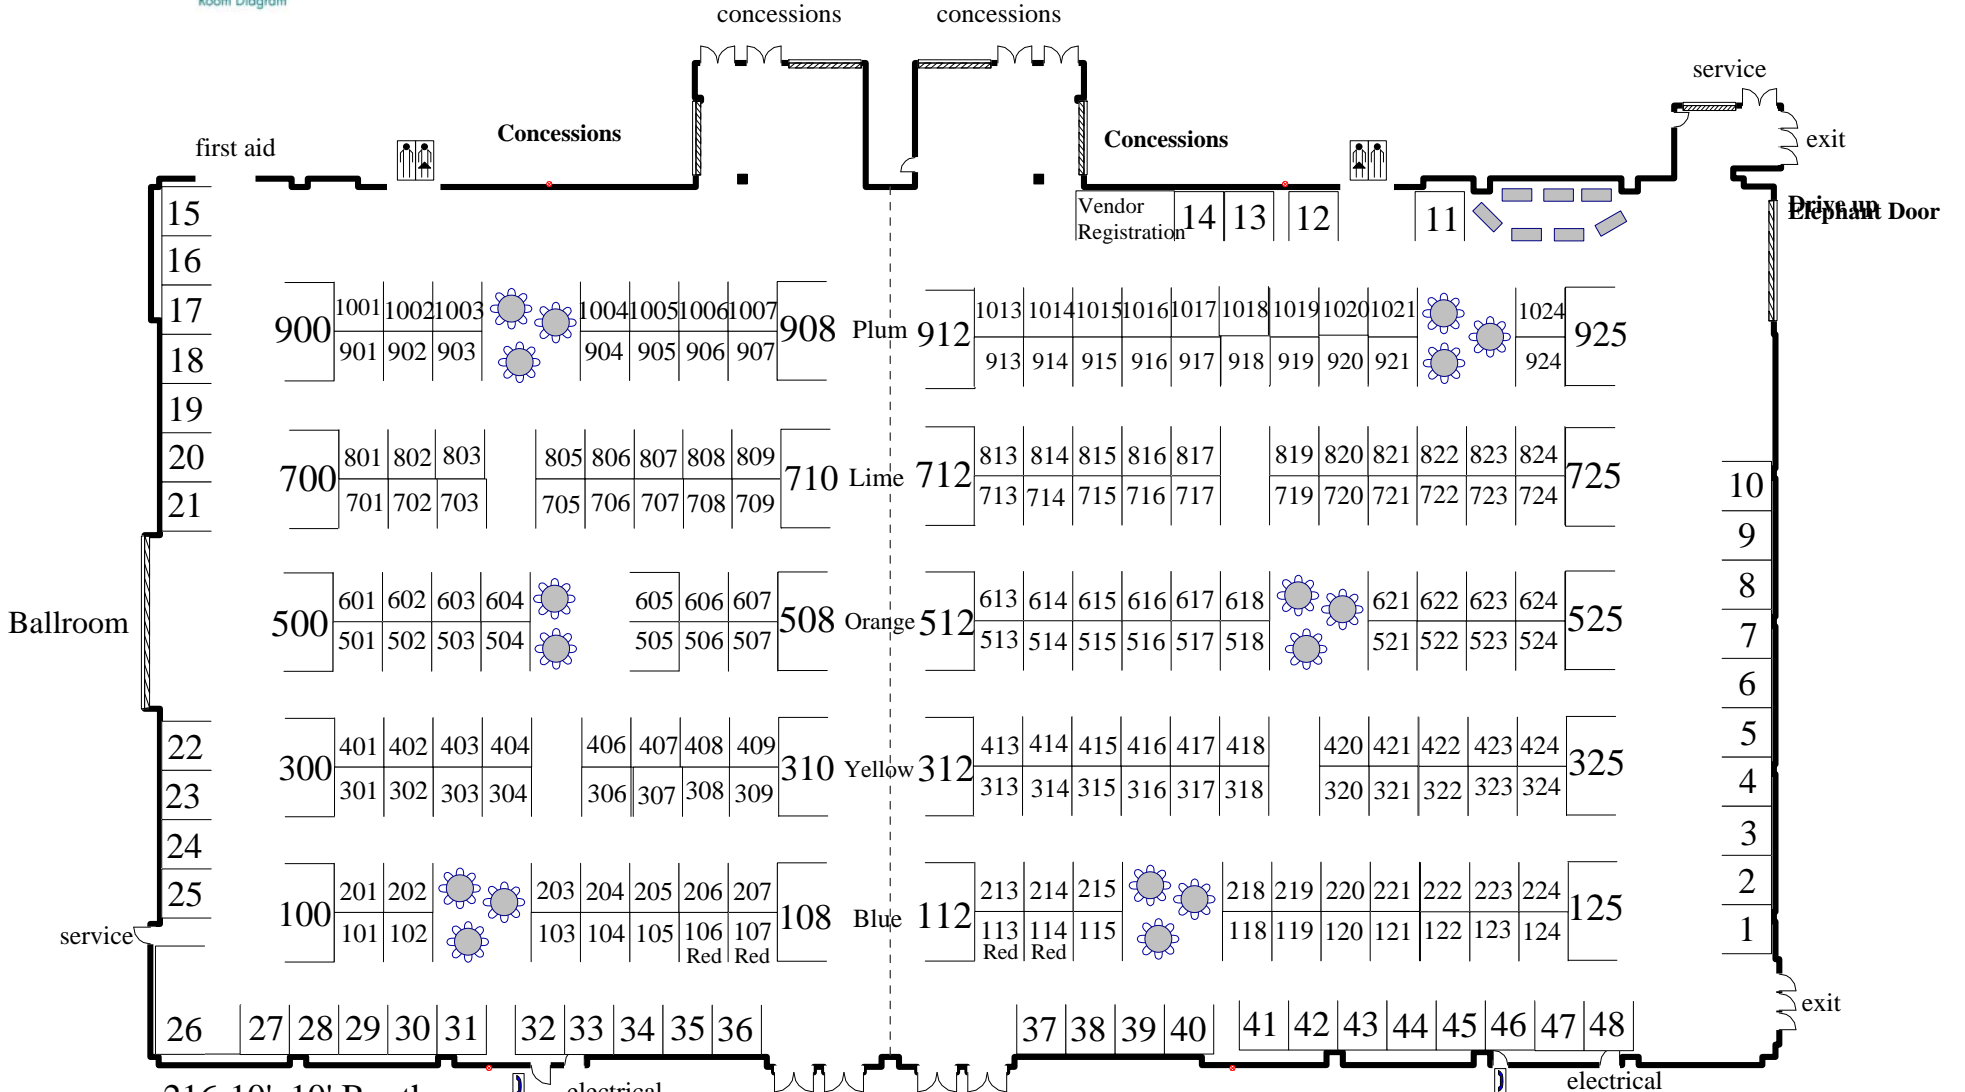 Room Diagram
concessions concessions
service
Concessions Concessions
first aid exit
Vendor
Registration
14 13 12 11
Drive up
Elephant Door
15
16
17
18
19
20
21
900 1001 1002 1003 1004 1005 1006 1007 908 Plum 912 1013 1014 1015 1016 1017 1018 1019 1020 1021 1024 925
901 902 903 904 905 906 907 913 914 915 916 917 918 919 920 921 924
700 801 802 803 805 806 807 808 809 710 Lime 712 813 814 815 816 817 819 820 821 822 823 824 725
701 702 703 705 706 707 708 709 713 714 715 716 717 719 720 721 722 723 724
10
9
8
7
6
5
4
3
2
1
Ballroom
500 601 602 603 604 605 606 607 508 Orange 512 613 614 615 616 617 618 621 622 623 624 525
501 502 503 504 505 506 507 513 514 515 516 517 518 521 522 523 524
22
23
24
25
300 401 402 403 404 406 407 408 409 310 Yellow 312 413 414 415 416 417 418 420 421 422 423 424 325
301 302 303 304 306 307 308 309 313 314 315 316 317 318 320 321 322 323 324
100 201 202 203 204 205 206 207 108 Blue 112 213 214 215 218 219 220 221 222 223 224 125
101 102 103 104 105 106 107 113 114 115 118 119 120 121 122 123 124
Red Red Red Red
service
exit
26 27 28 29 30 31 32 33 34 35 36 37 38 39 40 41 42 43 44 45 46 47 48
electrical electrical